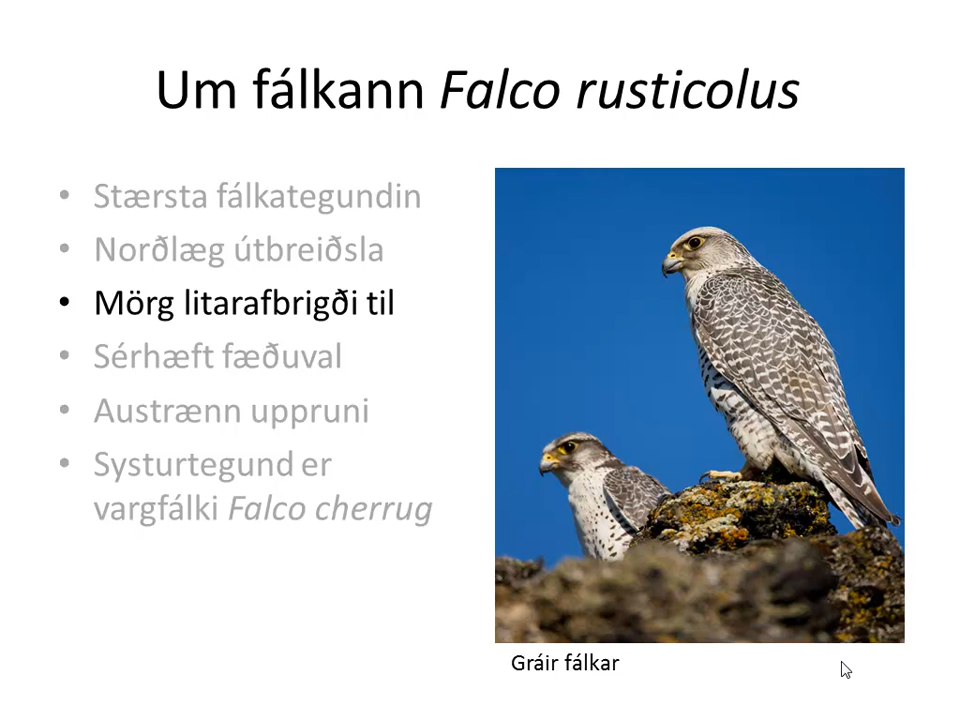 Um fálkann Falco rusticolus
• Stærsta fálkategundin
• Norðlæg útbreiðsla
• Mörg litarafbrigði til
• Sérhæft fæðuval
• Austrænn uppruni
• Systurtegund er
vargfálki Falco cherrug
Gráir fálkar